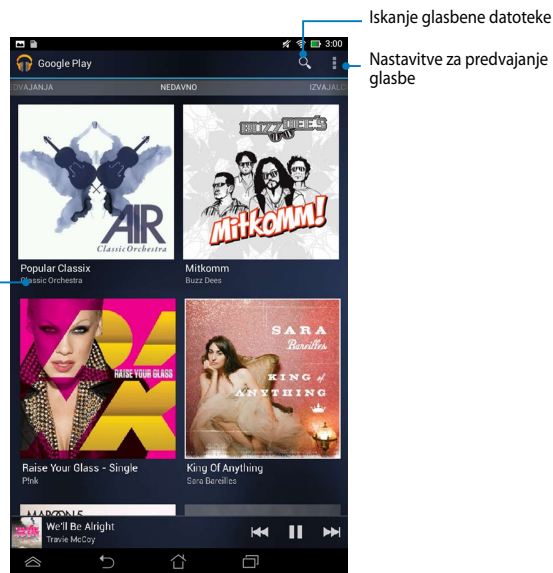 Iskanje glasbene datoteke
Nastavitve za predvajanje
glasbe
3:00
Google Play
EDVAJANJA
NEDAVNO
IZVAJALCI
AIR
Classic Orchestra
BUZZ DEE'S
Mitkomm!
Popular Classix
Classic Orchestra
Mitkomm
Buzz Dees
RAISE YOUR GLASS
SARA
Bareilles
KING of
ANYTHING
Raise Your Glass - Single
P!nk
King Of Anything
Sara Bareilles
MAROON 5
We'll Be Alright
Travie McCoy